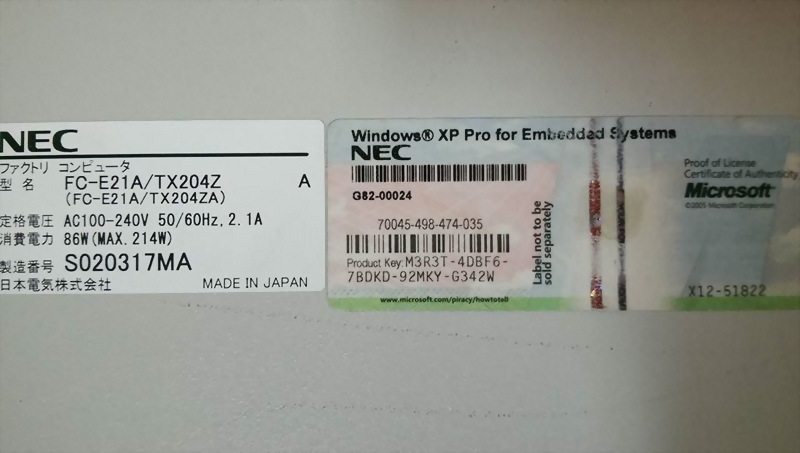 NEC
ファクトリ コンピュータ
型 名 FC-E21A/TX204Z A
(FC-E21A/TX204ZA)
定格電圧 AC100-240V 50/60Hz, 2.1A
消費電力 86W(MAX. 214W)
製造番号 S020317MA
日本電気株式会社 MADE IN JAPAN
Windows® XP Pro for Embedded Systems
NEC
G82-00024
70045-498-474-035
Product Key: M3R3T-4DBF6-
7BDKD-92MKY-G342W
www.microsoft.com/piracy/howtotell
Label not to be
sold separately
Proof of License
Certificate of Authenticity
Microsoft®
©2005 Microsoft Corporation
X12-51822